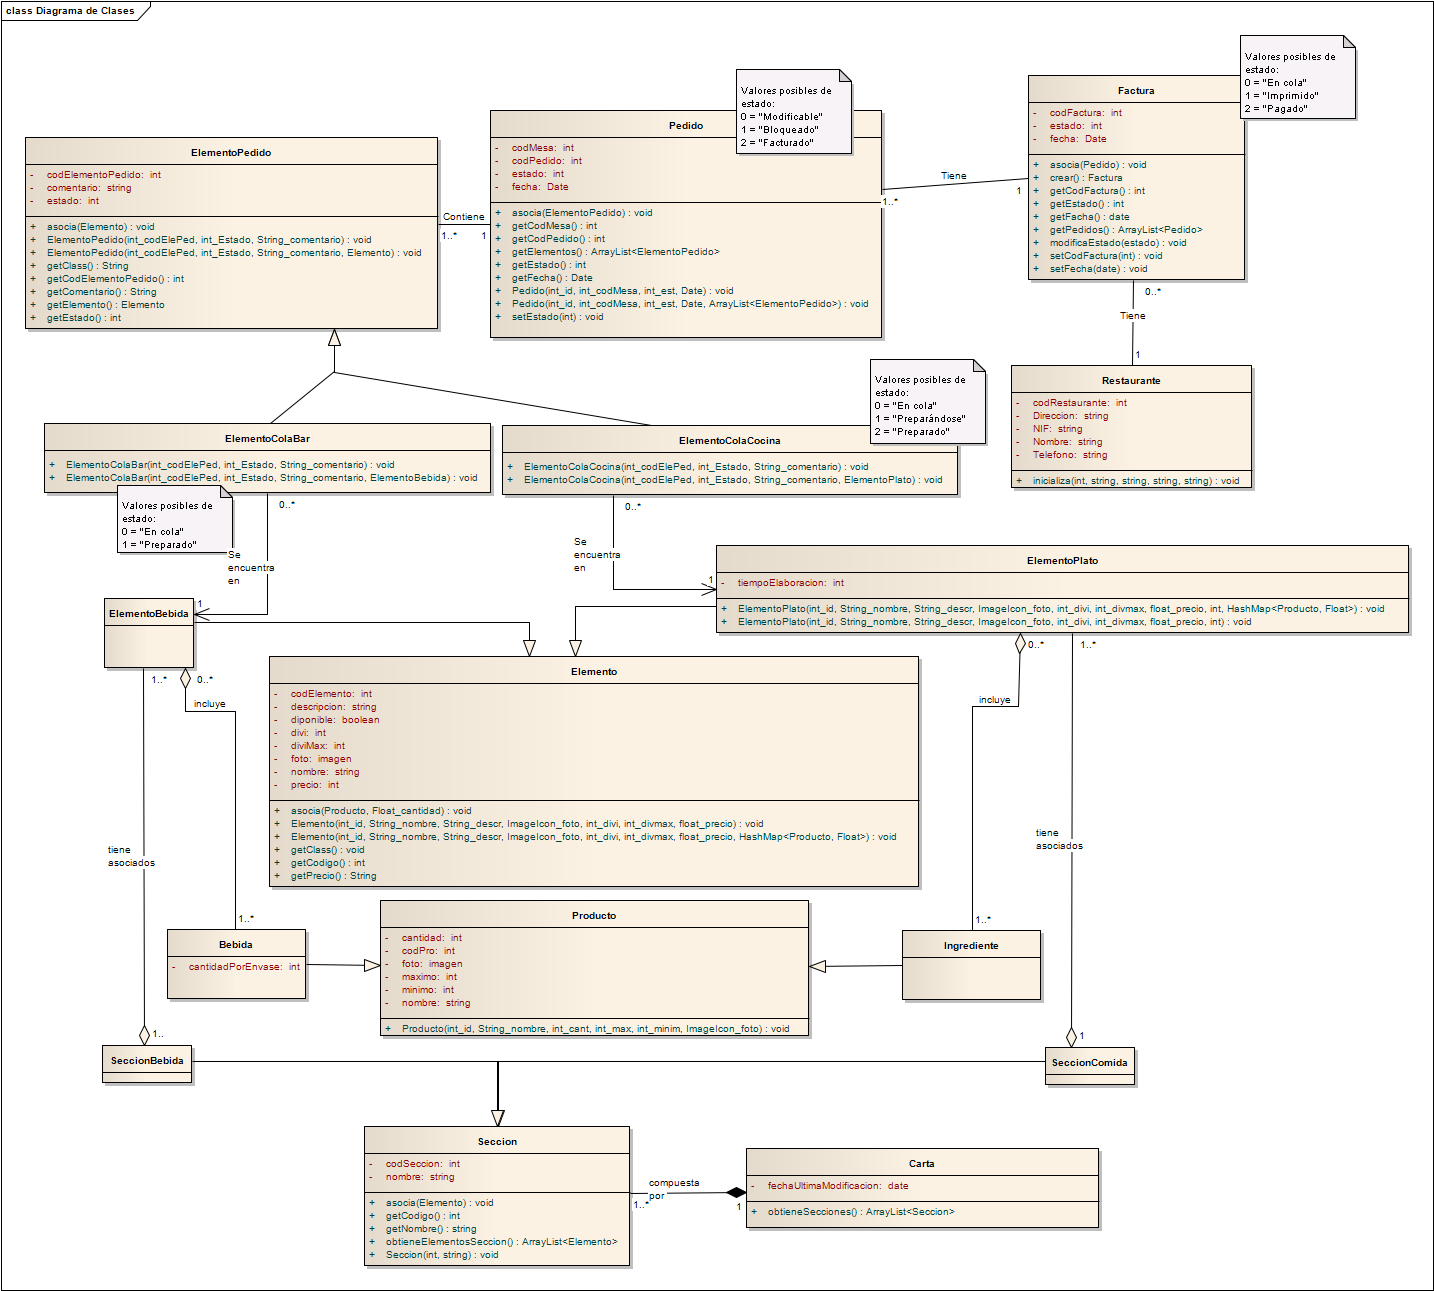 class Diagrama de Clases
ElementoPedido
- codElementoPedido: int
- comentario: string
- estado: int
+ asocia(Elemento) : void
+ ElementoPedido(int_codElePed, int_Estado, String_comentario) : void
+ ElementoPedido(int_codElePed, int_Estado, String_comentario, Elemento) : void
+ getClass() : String
+ getCodElementoPedido() : int
+ getComentario() : String
+ getElemento() : Elemento
+ getEstado() : int
Contiene
1..*
1
Pedido
- codMesa: int
- codPedido: int
- estado: int
- fecha: Date
+ asocia(ElementoPedido) : void
+ getCodMesa() : int
+ getCodPedido() : int
+ getElementos() : ArrayList<ElementoPedido>
+ getEstado() : int
+ getFecha() : Date
+ Pedido(int_id, int_codMesa, int_est, Date) : void
+ Pedido(int_id, int_codMesa, int_est, Date, ArrayList<ElementoPedido>) : void
+ setEstado(int) : void
Valores posibles de
estado:
0 = "Modificable"
1 = "Bloqueado"
2 = "Facturado"
Tiene
1..*
1
Factura
- codFactura: int
- estado: int
- fecha: Date
+ asocia(Pedido) : void
+ crear() : Factura
+ getCodFactura() : int
+ getEstado() : int
+ getFacha() : date
+ getPedidos() : ArrayList<Pedido>
+ modificaEstado(estado) : void
+ setCodFactura(int) : void
+ setFecha(date) : void
Valores posibles de
estado:
0 = "En cola"
1 = "Imprimido"
2 = "Pagado"
0..*
Tiene
1
Restaurante
- codRestaurante: int
- Direccion: string
- NIF: string
- Nombre: string
- Telefono: string
+ inicializa(int, string, string, string, string) : void
ElementoColaBar
+ ElementoColaBar(int_codElePed, int_Estado, String_comentario) : void
+ ElementoColaBar(int_codElePed, int_Estado, String_comentario, ElementoBebida) : void
Valores posibles de
estado:
0 = "En cola"
1 = "Preparado"
0..*
Se
encuentra
en
1
ElementoColaCocina
+ ElementoColaCocina(int_codElePed, int_Estado, String_comentario) : void
+ ElementoColaCocina(int_codElePed, int_Estado, String_comentario, ElementoPlato) : void
Valores posibles de
estado:
0 = "En cola"
1 = "Preparándose"
2 = "Preparado"
0..*
Se
encuentra
en
1
ElementoPlato
- tiempoElaboracion: int
+ ElementoPlato(int_id, String_nombre, String_descr, ImageIcon_foto, int_divi, int_divmax, float_precio, int, HashMap<Producto, Float>) : void
+ ElementoPlato(int_id, String_nombre, String_descr, ImageIcon_foto, int_divi, int_divmax, float_precio, int) : void
ElementoBebida
1..*
0..*
incluye
0..*
1..*
incluye
Elemento
- codElemento: int
- descripcion: string
- diponible: boolean
- divi: int
- diviMax: int
- foto: imagen
- nombre: string
- precio: int
+ asocia(Producto, Float_cantidad) : void
+ Elemento(int_id, String_nombre, String_descr, ImageIcon_foto, int_divi, int_divmax, float_precio) : void
+ Elemento(int_id, String_nombre, String_descr, ImageIcon_foto, int_divi, int_divmax, float_precio, HashMap<Producto, Float>) : void
+ getClass() : void
+ getCodigo() : int
+ getPrecio() : String
tiene
asociados
tiene
asociados
1..*
1..*
Bebida
- cantidadPorEnvase: int
Producto
- cantidad: int
- codPro: int
- foto: imagen
- maximo: int
- minimo: int
- nombre: string
+ Producto(int_id, String_nombre, int_cant, int_max, int_minim, ImageIcon_foto) : void
Ingrediente
1..
1
SeccionBebida
SeccionComida
Seccion
- codSeccion: int
- nombre: string
+ asocia(Elemento) : void
+ getCodigo() : int
+ getNombre() : string
+ obtieneElementosSeccion() : ArrayList<Elemento>
+ Seccion(int, string) : void
compuesta
por
1..*
1
Carta
- fechaUltimaModificacion: date
+ obtieneSecciones() : ArrayList<Seccion>